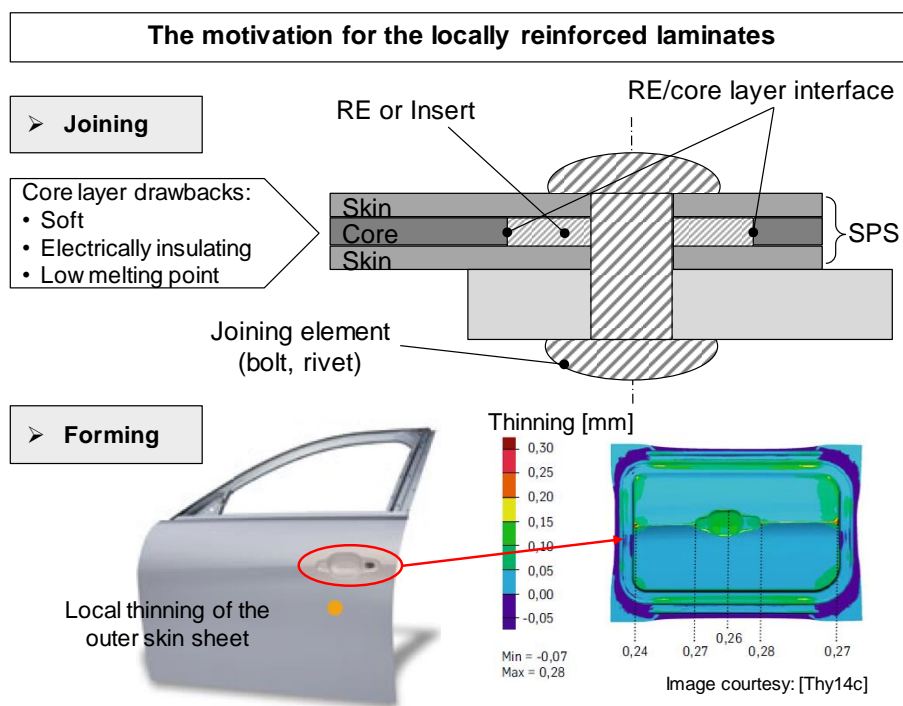 The motivation for the locally reinforced laminates
➢ Joining
RE or Insert
RE/core layer interface
Core layer drawbacks:
• Soft
• Electrically insulating
• Low melting point
Skin
Core
Skin
SPS
Joining element
(bolt, rivet)
➢ Forming
Local thinning of the
outer skin sheet
Thinning [mm]
0,30
0,25
0,20
0,15
0,10
0,05
0,00
-0,05
Min = -0,07
Max = 0,28
0,24
0,27
0,26
0,28
0,27
Image courtesy: [Thy14c]